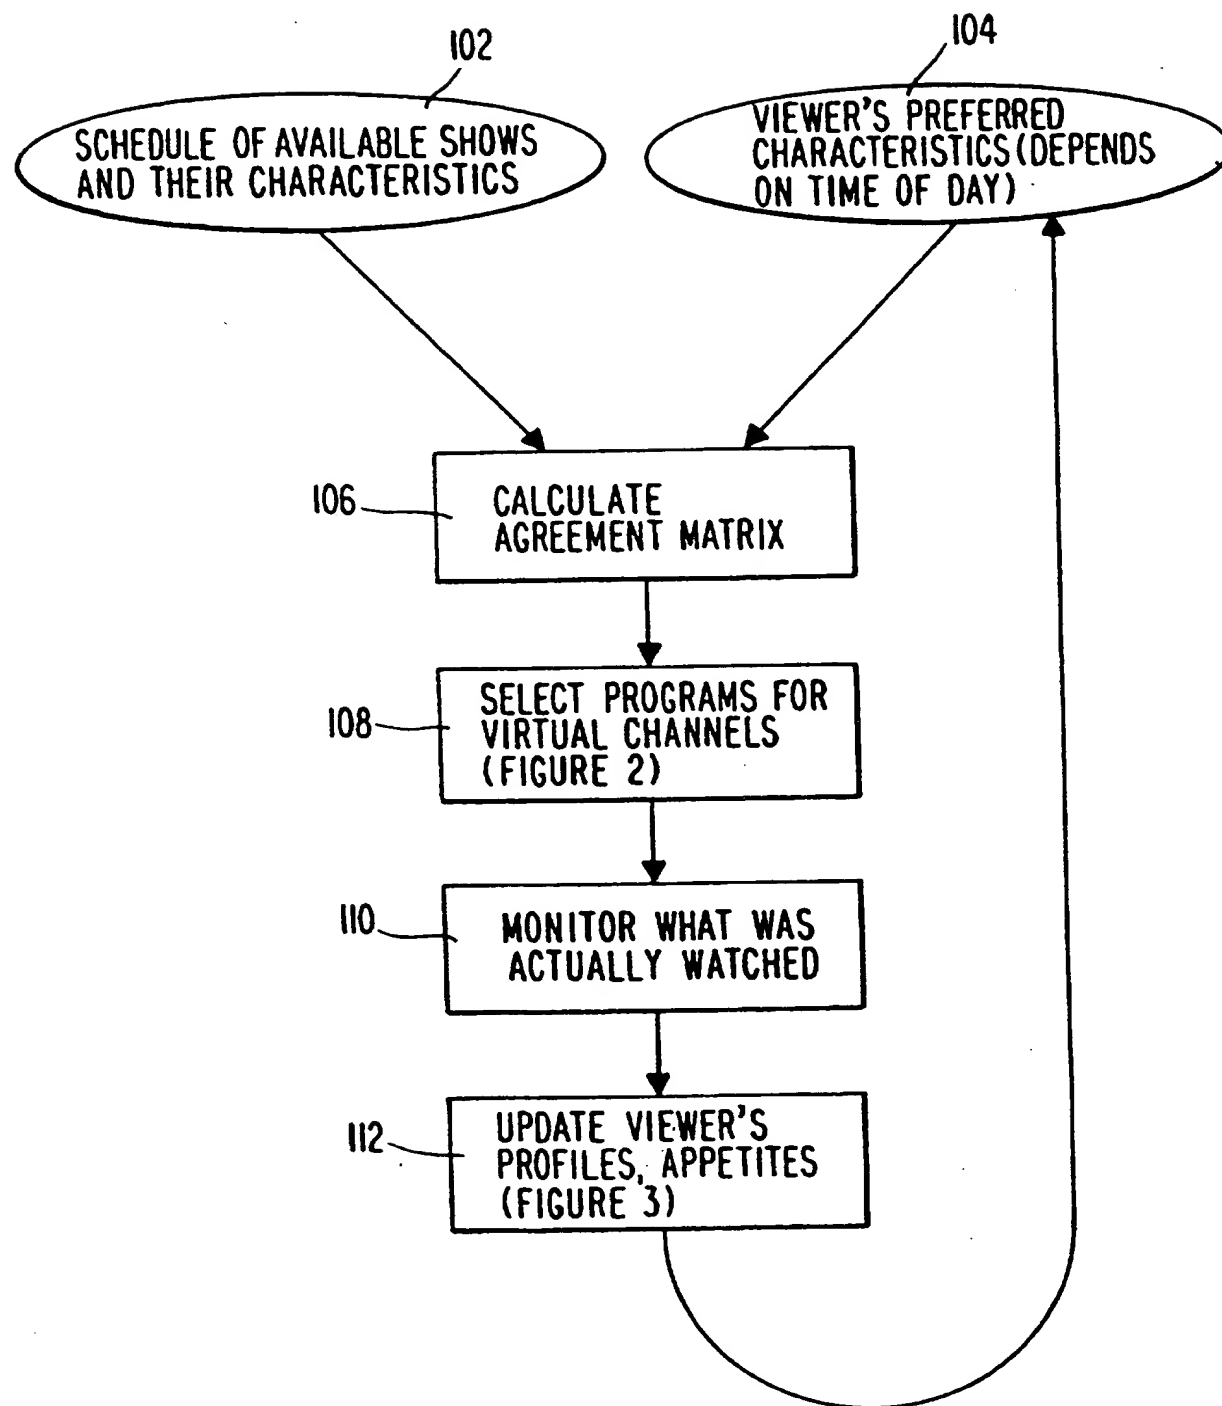 102
104
SCHEDULE OF AVAILABLE SHOWS
AND THEIR CHARACTERISTICS
VIEWER'S PREFERRED
CHARACTERISTICS (DEPENDS
ON TIME OF DAY)
106
CALCULATE
AGREEMENT MATRIX
108
SELECT PROGRAMS FOR
VIRTUAL CHANNELS
(FIGURE 2)
110
MONITOR WHAT WAS
ACTUALLY WATCHED
112
UPDATE VIEWER'S
PROFILES, APPETITES
(FIGURE 3)